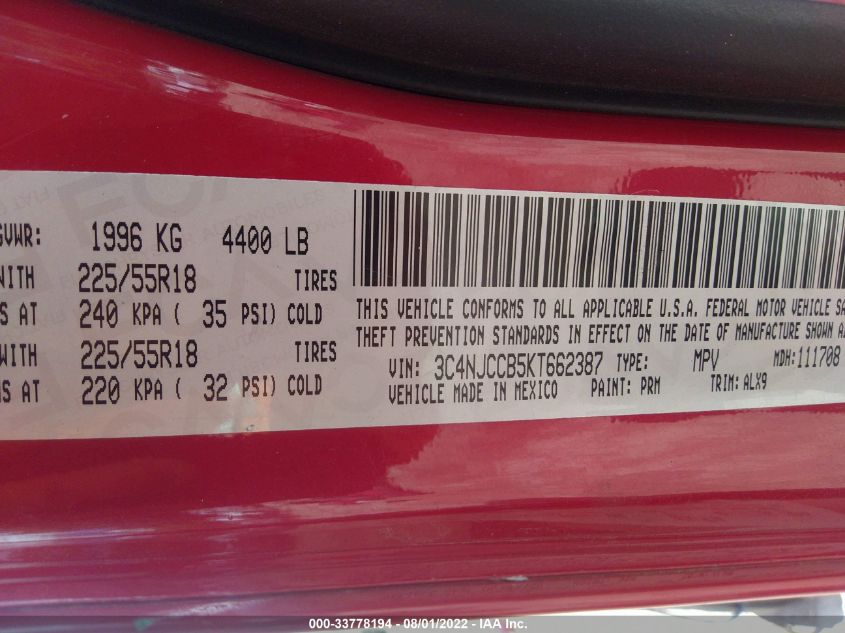 GVWR: 1996 KG 4400 LB
WITH 225/55R18 TIRES
AT 240 KPA ( 35 PSI) COLD
WITH 225/55R18 TIRES
AT 220 KPA ( 32 PSI) COLD
THIS VEHICLE CONFORMS TO ALL APPLICABLE U.S.A. FEDERAL MOTOR VEHICLE SA
THEFT PREVENTION STANDARDS IN EFFECT ON THE DATE OF MANUFACTURE SHOWN A
VIN: 3C4NJCCB5KT662387 TYPE: MPV MDH:111708
VEHICLE MADE IN MEXICO PAINT: PRM TRIM: ALX9
000-33778194 - 08/01/2022 - IAA Inc.